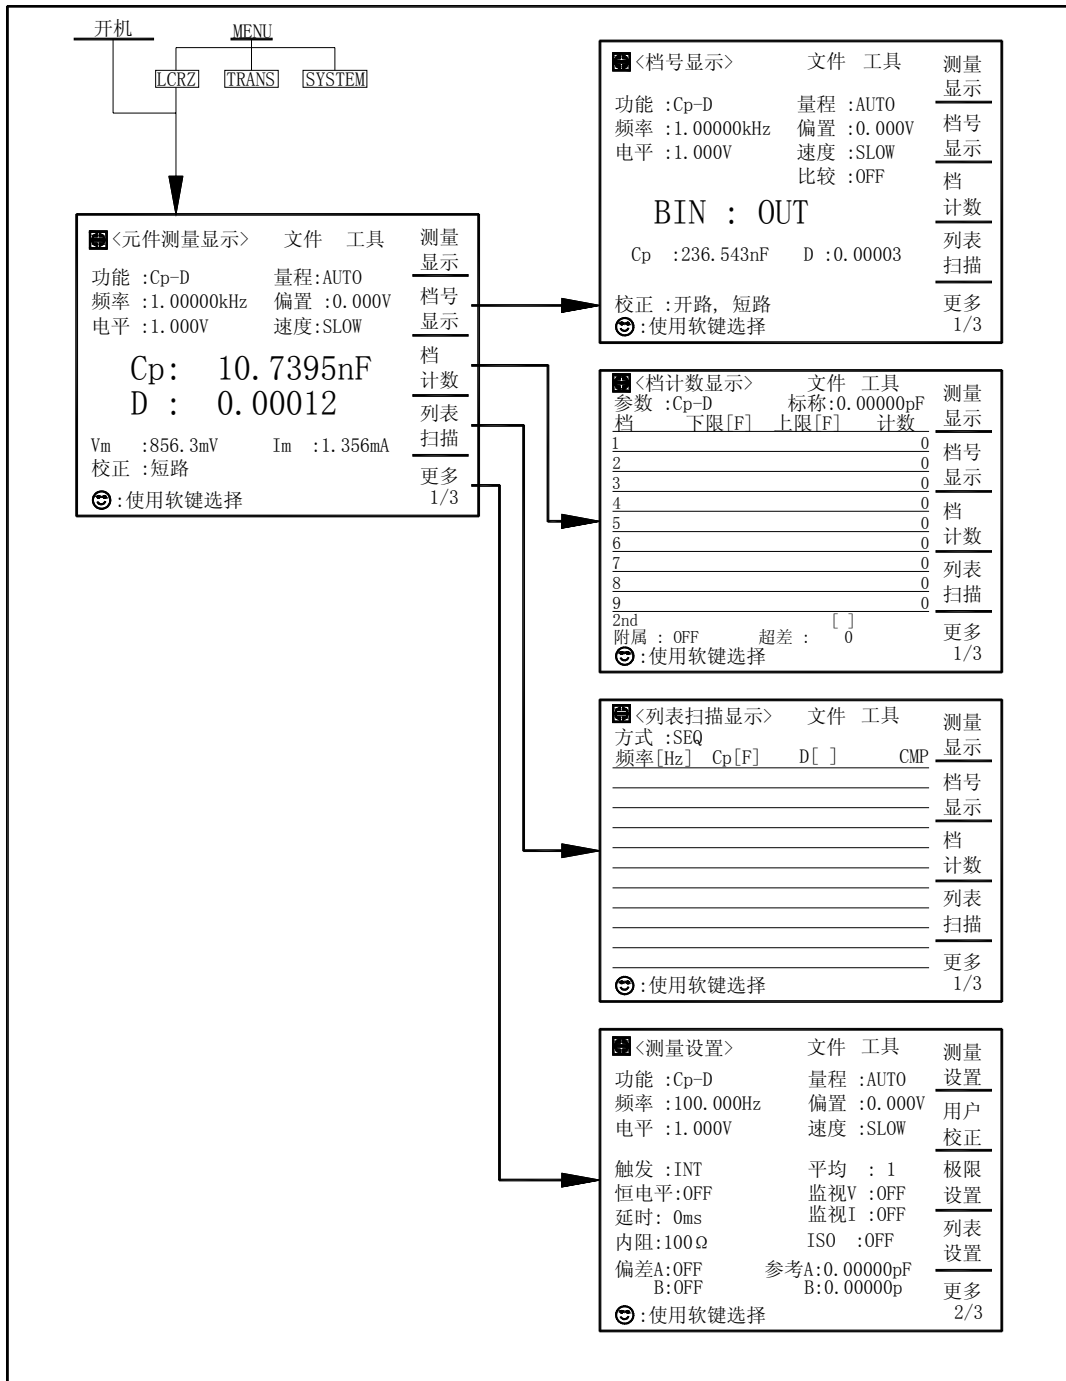 开机
MENU
LCRZ
TRANS
SYSTEM
<元件测量显示> 文件 工具
功能 :Cp-D 量程:AUTO
频率 :1.00000kHz 偏置 :0.000V
电平 :1.000V 速度:SLOW
Cp: 10.7395nF
D : 0.00012
Vm :856.3mV Im :1.356mA
校正 :短路
:使用软键选择
测量
显示
档号
显示
档
计数
列表
扫描
更多
1/3
<档号显示> 文件 工具
功能 :Cp-D 量程 :AUTO
频率 :1.00000kHz 偏置 :0.000V
电平 :1.000V 速度 :SLOW
比较 :OFF
BIN : OUT
Cp :236.543nF D :0.00003
校正 :开路, 短路
:使用软键选择
测量
显示
档号
显示
档
计数
列表
扫描
更多
1/3
<档计数显示> 文件 工具
参数 :Cp-D 标称:0.00000pF
档 下限[F] 上限[F] 计数
1 0
2 0
3 0
4 0
5 0
6 0
7 0
8 0
9 0
2nd [ ]
附属 : OFF 超差 : 0
:使用软键选择
测量
显示
档号
显示
档
计数
列表
扫描
更多
1/3
<列表扫描显示> 文件 工具
方式 :SEQ
频率[Hz] Cp[F] D[ ] CMP
:使用软键选择
测量
显示
档号
显示
档
计数
列表
扫描
更多
1/3
<测量设置> 文件 工具
功能 :Cp-D 量程 :AUTO
频率 :100.000Hz 偏置 :0.000V
电平 :1.000V 速度 :SLOW
触发 :INT 平均 : 1
恒电平:OFF 监视V :OFF
延时: 0ms 监视I :OFF
内阻:100Ω ISO :OFF
偏差A:OFF 参考A:0.00000pF
B:OFF B:0.00000p
:使用软键选择
测量
设置
用户
校正
极限
设置
列表
设置
更多
2/3